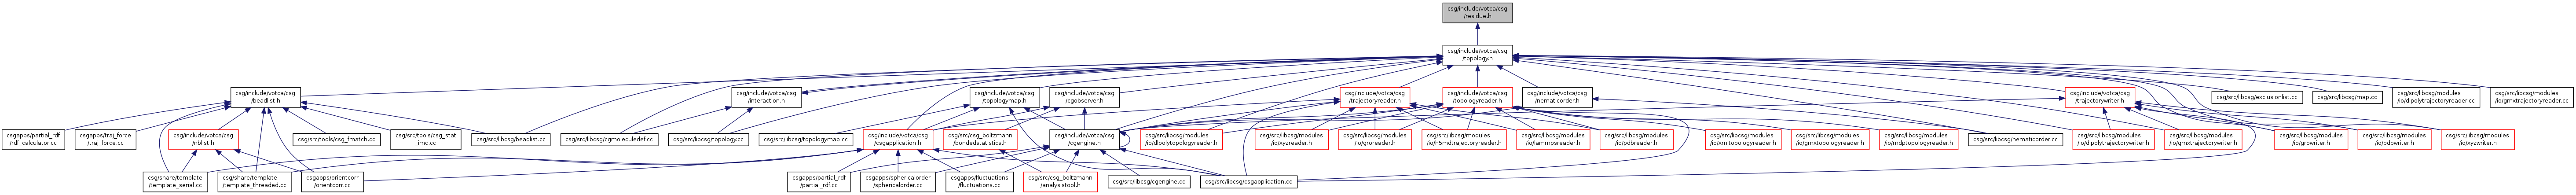 csg/include/votca/csg
/residue.h
csg/include/votca/csg
/topology.h
csg/include/votca/csg
/beadlist.h
csg/include/votca/csg
/interaction.h
csg/include/votca/csg
/topologymap.h
csg/include/votca/csg
/cgobserver.h
csg/include/votca/csg
/trajectoryreader.h
csg/include/votca/csg
/topologyreader.h
csg/include/votca/csg
/nematicorder.h
csg/include/votca/csg
/trajectorywriter.h
csg/src/libcsg/exclusionlist.cc
csg/src/libcsg/map.cc
csg/src/libcsg/modules
/io/dlpolytrajectoryreader.cc
csg/src/libcsg/modules
/io/gmxtrajectoryreader.cc
csgapps/partial_rdf
/rdf_calculator.cc
csgapps/traj_force
/traj_force.cc
csg/include/votca/csg
/nblist.h
csg/src/tools/csg_fmatch.cc
csg/src/tools/csg_stat
_imc.cc
csg/src/libcsg/beadlist.cc
csg/src/libcsg/cgmoleculedef.cc
csg/src/libcsg/topology.cc
csg/src/libcsg/topologymap.cc
csg/include/votca/csg
/csgapplication.h
csg/src/csg_boltzmann
/bondedstatistics.h
csg/include/votca/csg
/cgengine.h
csg/src/libcsg/modules
/io/dlpolytopologyreader.h
csg/src/libcsg/modules
/io/xyzreader.h
csg/src/libcsg/modules
/io/groreader.h
csg/src/libcsg/modules
/io/h5mdtrajectoryreader.h
csg/src/libcsg/modules
/io/lammpsreader.h
csg/src/libcsg/modules
/io/pdbreader.h
csg/src/libcsg/modules
/io/xmltopologyreader.h
csg/src/libcsg/modules
/io/gmxtopologyreader.h
csg/src/libcsg/modules
/io/mdptopologyreader.h
csg/src/libcsg/nematicorder.cc
csg/src/libcsg/modules
/io/dlpolytrajectorywriter.h
csg/src/libcsg/modules
/io/gmxtrajectorywriter.h
csg/src/libcsg/modules
/io/growriter.h
csg/src/libcsg/modules
/io/pdbwriter.h
csg/src/libcsg/modules
/io/xyzwriter.h
csg/share/template
/template_serial.cc
csg/share/template
/template_threaded.cc
csgapps/orientcorr
/orientcorr.cc
csgapps/partial_rdf
/partial_rdf.cc
csgapps/sphericalorder
/sphericalorder.cc
csgapps/fluctuations
/fluctuations.cc
csg/src/csg_boltzmann
/analysistool.h
csg/src/libcsg/cgengine.cc
csg/src/libcsg/csgapplication.cc